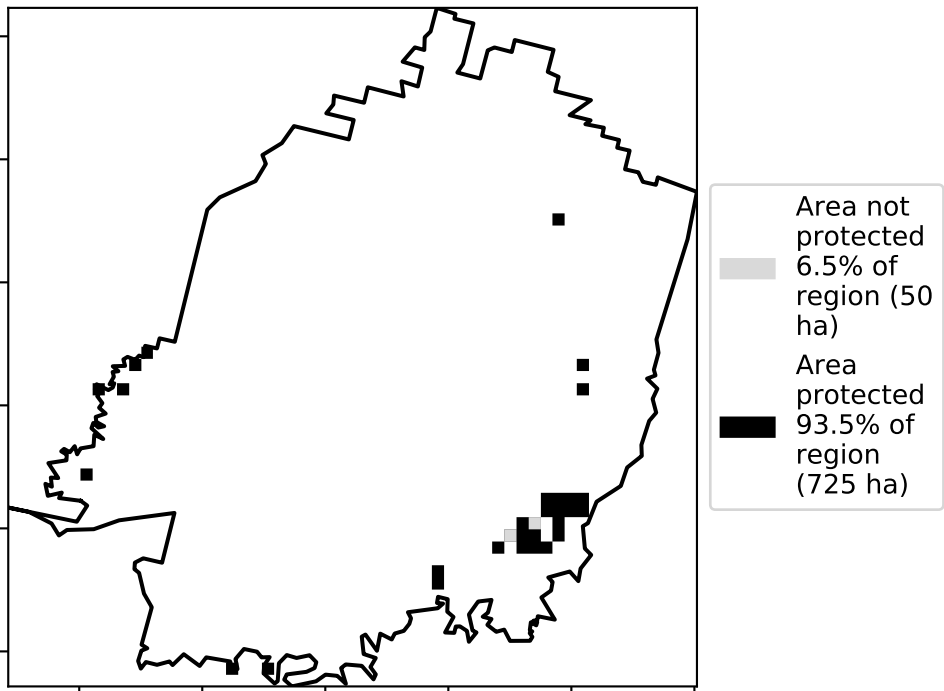 Area not
protected
6.5% of
region (50
ha)
Area
protected
93.5% of
region
(725 ha)